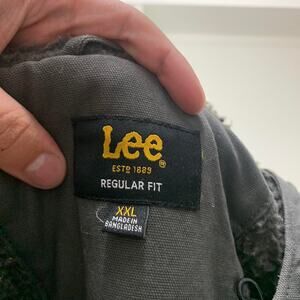 Lee®
ESTD 1889
REGULAR FIT
XXL
MADE IN
BANGLADESH